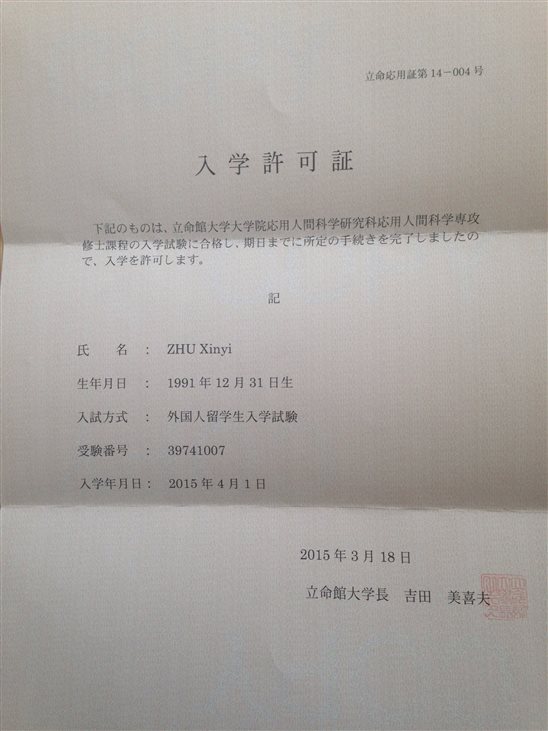 立命応用証第14－004号
入学許可証
下記のものは、立命館大学大学院応用人間科学研究科応用人間科学専攻
修士課程の入学試験に合格し、期日までに所定の手続きを完了しましたの
で、入学を許可します。
記
氏　　名　：　ZHU Xinyi
生年月日　：　1991年12月31日生
入試方式　：　外国人留学生入学試験
受験番号　：　39741007
入学年月日：　2015年4月1日
2015年3月18日
立命館大学長　吉田　美喜夫